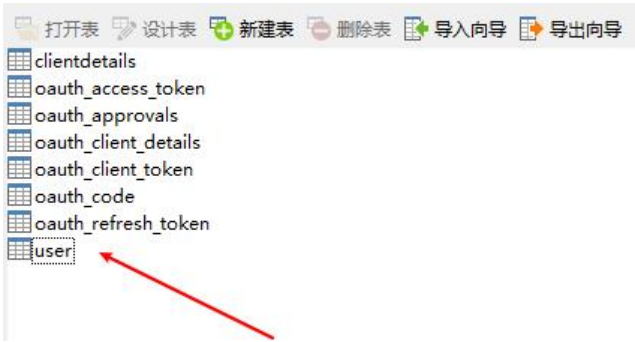 打开表 设计表 新建表 删除表 导入向导 导出向导
clientdetails
oauth_access_token
oauth_approvals
oauth_client_details
oauth_client_token
oauth_code
oauth_refresh_token
user